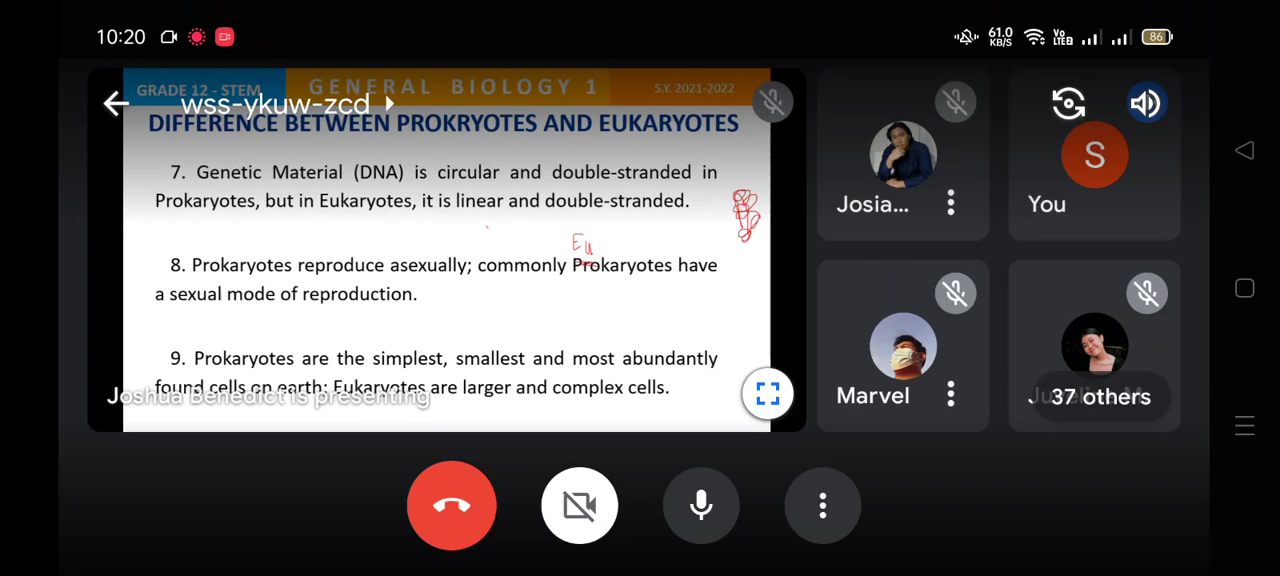 10:20
61.0
KB/S
Vo
LTE2
86
GRADE 12 - STEM
GENERAL BIOLOGY 1
S.Y. 2021-2022
wss-ykuw-zcd
DIFFERENCE BETWEEN PROKRYOTES AND EUKARYOTES
7. Genetic Material (DNA) is circular and double-stranded in
Prokaryotes, but in Eukaryotes, it is linear and double-stranded.
Eu
8. Prokaryotes reproduce asexually; commonly Prokaryotes have
a sexual mode of reproduction.
9. Prokaryotes are the simplest, smallest and most abundantly
found cells on earth; Eukaryotes are larger and complex cells.
Joshua Benedict is presenting
Josia...
S
You
Marvel
37 others